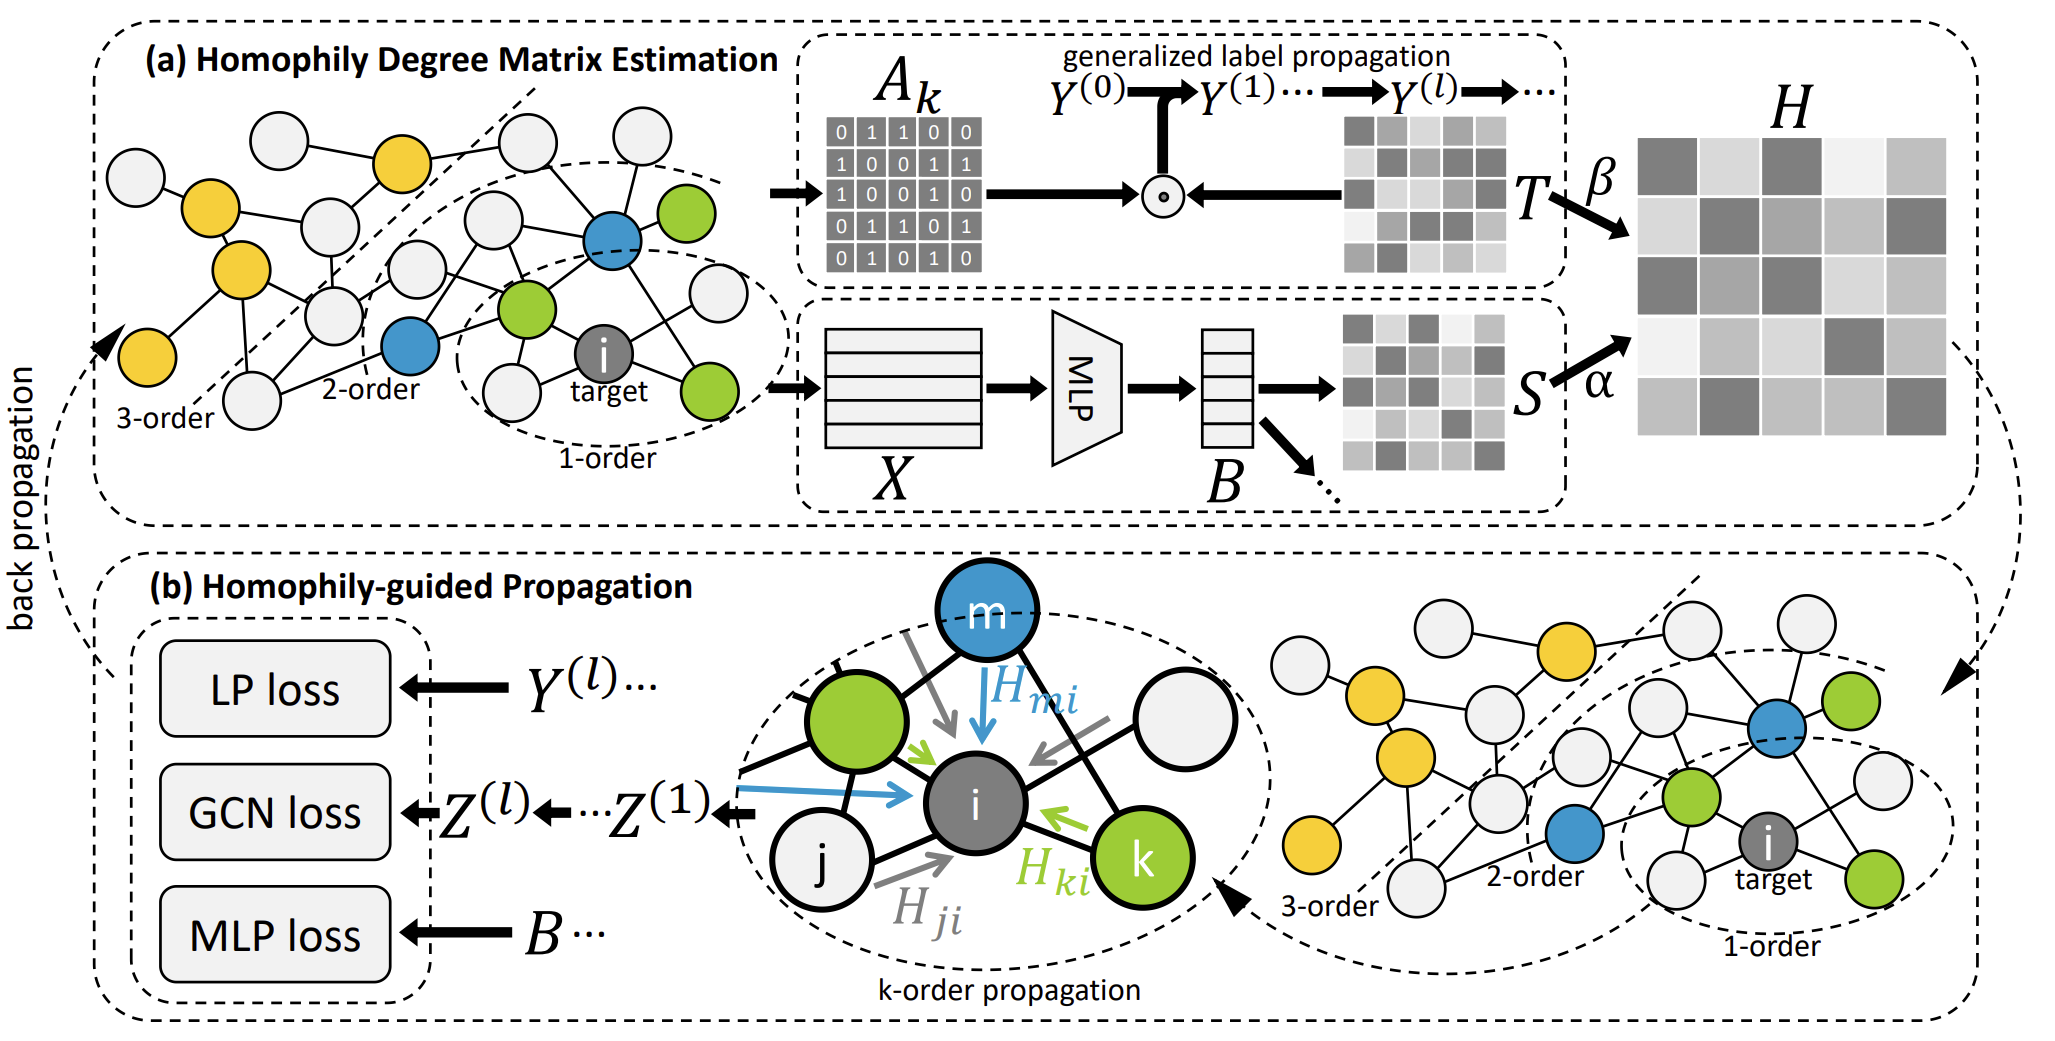 (a) Homophily Degree Matrix Estimation
3-order
2-order
target
i
1-order
A_k
0 1 1 0 0
1 0 0 1 1
1 0 0 1 0
0 1 1 0 1
0 1 0 1 0
generalized label propagation
Y^(0) Y^(1) ... Y^(l) ...
T
β
H
X
MLP
B
S
α
back propagation
(b) Homophily-guided Propagation
LP loss
Y^(l) ...
GCN loss
Z^(l) ... Z^(1)
MLP loss
B ...
m
H_mi
i
j
H_ji
k
H_ki
k-order propagation
3-order
2-order
i
target
1-order